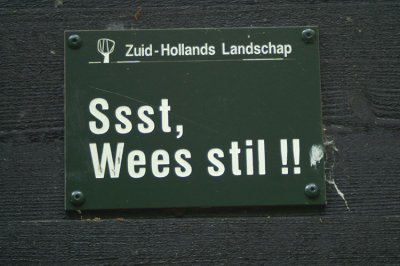 Zuid-Hollands Landschap
Ssst,
Wees stil !!